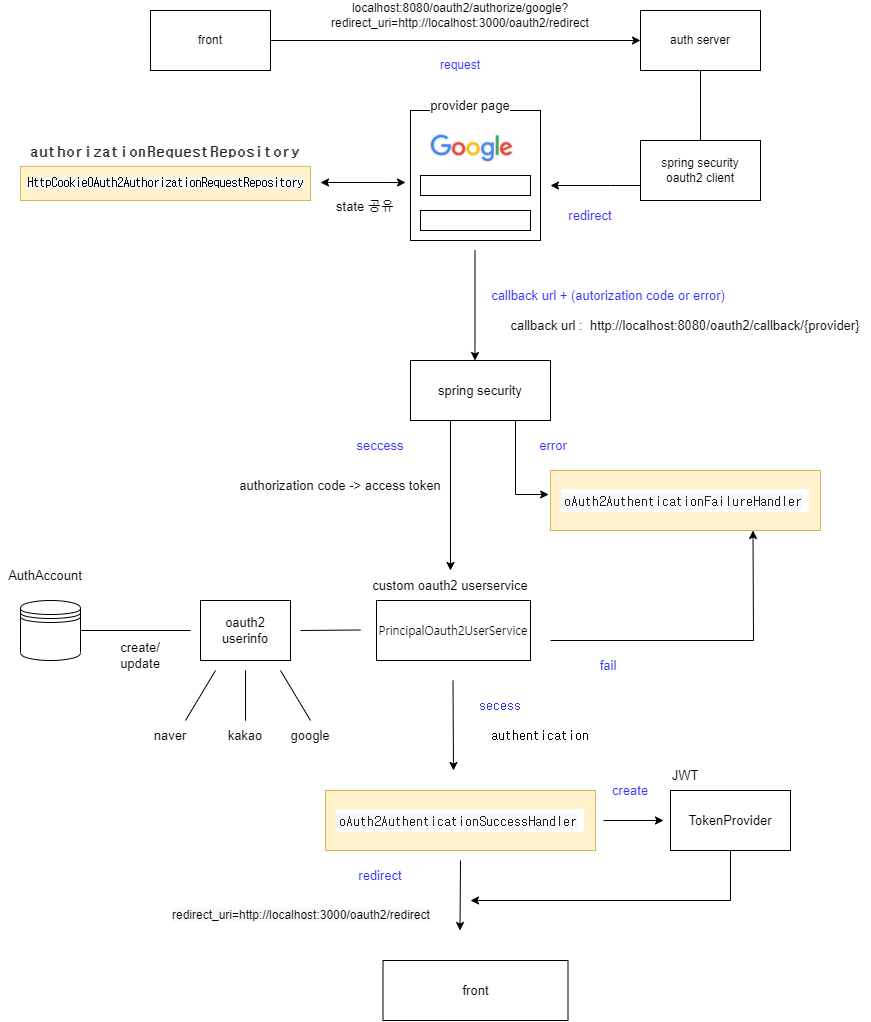 localhost:8080/oauth2/authorize/google?
redirect_uri=http://localhost:3000/oauth2/redirect
front
auth server
request
provider page
Google
authorizationRequestRepository
HttpCookieOAuth2AuthorizationRequestRepository
state 공유
spring security
oauth2 client
redirect
callback url + (autorization code or error)
callback url :  http://localhost:8080/oauth2/callback/{provider}
spring security
seccess
error
authorization code -> access token
oAuth2AuthenticationFailureHandler
AuthAccount
custom oauth2 userservice
oauth2
userinfo
PrincipalOauth2UserService
create/
update
fail
naver
kakao
google
secess
authentication
JWT
create
oAuth2AuthenticationSuccessHandler
TokenProvider
redirect
redirect_uri=http://localhost:3000/oauth2/redirect
front